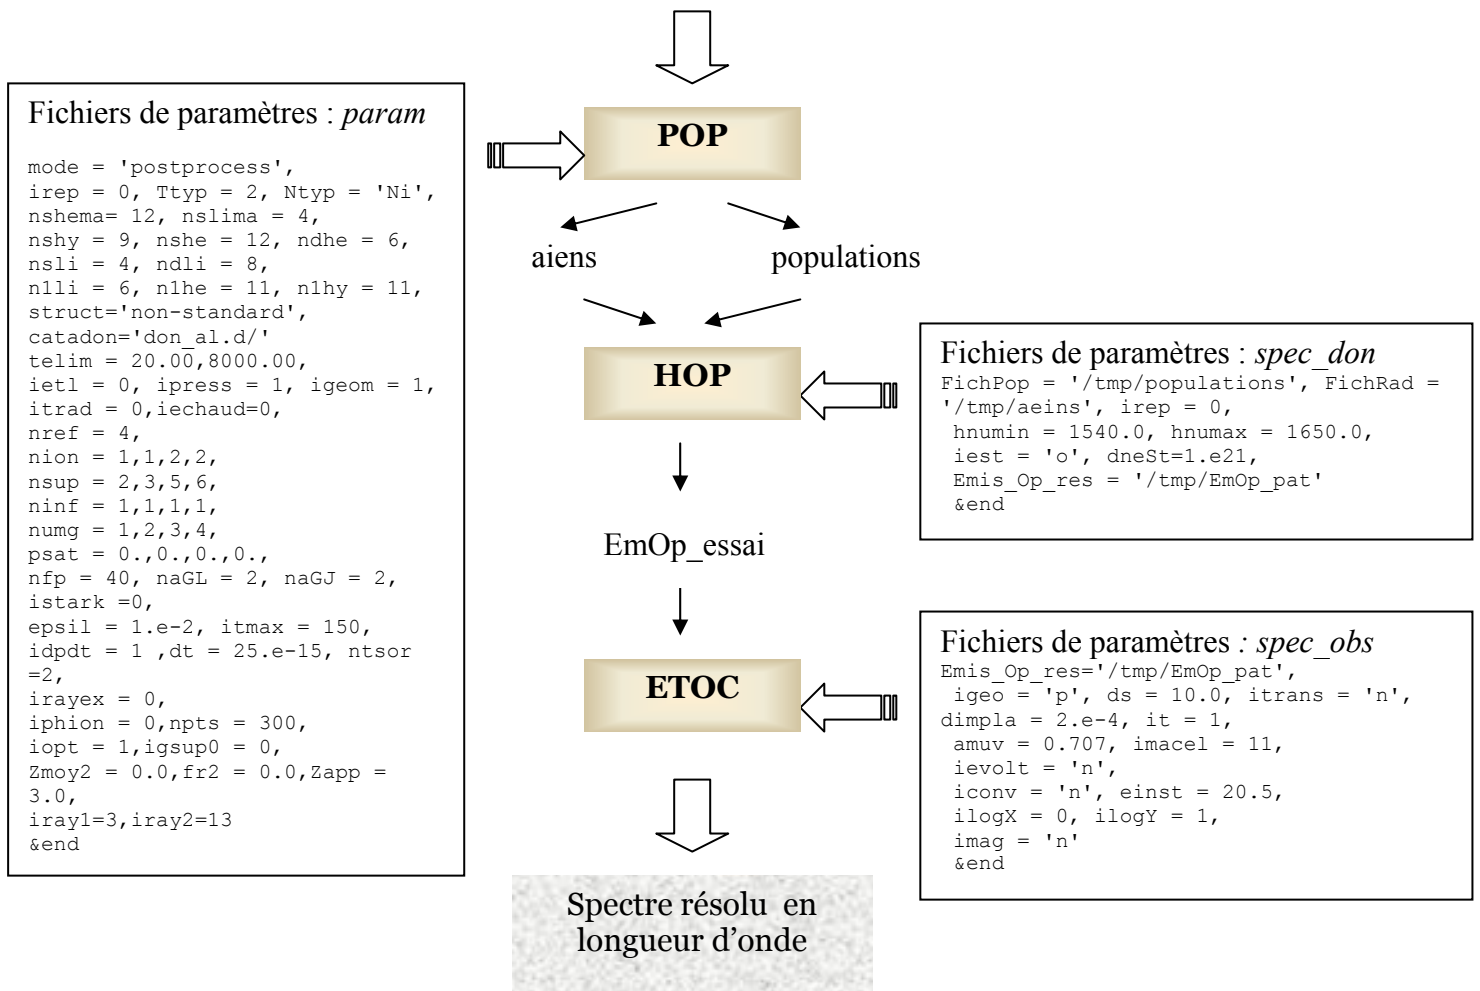 Fichiers de paramètres : param
mode = 'postprocess',
irep = 0, Ttyp = 2, Ntyp = 'Ni',
nshema= 12, nslima = 4,
nshy = 9, nshe = 12, ndhe = 6,
nsli = 4, ndli = 8,
n1li = 6, n1he = 11, n1hy = 11,
struct='non-standard',
catadon='don_al.d/'
telim = 20.00,8000.00,
ietl = 0, ipress = 1, igeom = 1,
itrad = 0,iechaud=0,
nref = 4,
nion = 1,1,2,2,
nsup = 2,3,5,6,
ninf = 1,1,1,1,
numg = 1,2,3,4,
psat = 0.,0.,0.,0.,
nfp = 40, naGL = 2, naGJ = 2,
istark =0,
epsil = 1.e-2, itmax = 150,
idpdt = 1 ,dt = 25.e-15, ntsor
=2,
irayex = 0,
iphion = 0,npts = 300,
iopt = 1,igsup0 = 0,
Zmoy2 = 0.0,fr2 = 0.0,Zapp =
3.0,
iray1=3,iray2=13
&end
POP
aiens
populations
HOP
Fichiers de paramètres : spec_don
FichPop = '/tmp/populations', FichRad =
'/tmp/aeins', irep = 0,
hnumin = 1540.0, hnumax = 1650.0,
iest = 'o', dneSt=1.e21,
Emis_Op_res = '/tmp/EmOp_pat'
&end
EmOp_essai
ETOC
Fichiers de paramètres : spec_obs
Emis_Op_res='/tmp/EmOp_pat',
igeo = 'p', ds = 10.0, itrans = 'n',
dimpla = 2.e-4, it = 1,
amuv = 0.707, imacel = 11,
ievolt = 'n',
iconv = 'n', einst = 20.5,
ilogX = 0, ilogY = 1,
imag = 'n'
&end
Spectre résolu en
longueur d'onde